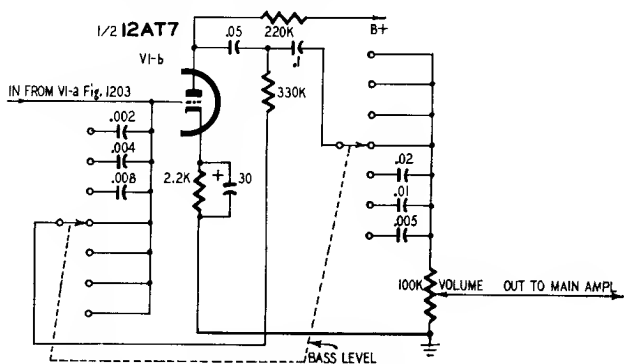 1/2 12AT7
V1-b
220K
B+
.05
.1
IN FROM V1-a Fig. 1203
330K
.002
.004
.008
2.2K
+
30
.02
.01
.005
100K
VOLUME
OUT TO MAIN AMPL.
BASS LEVEL